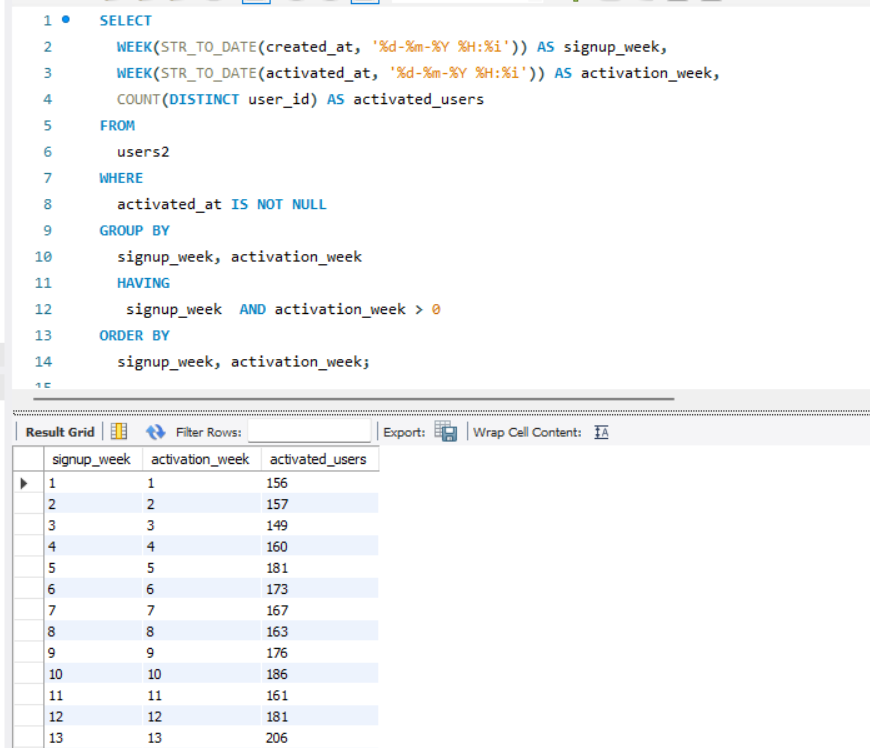 1 SELECT
2 WEEK(STR_TO_DATE(created_at, '%d-%m-%Y %H:%i')) AS signup_week,
3 WEEK(STR_TO_DATE(activated_at, '%d-%m-%Y %H:%i')) AS activation_week,
4 COUNT(DISTINCT user_id) AS activated_users
5 FROM
6 users2
7 WHERE
8 activated_at IS NOT NULL
9 GROUP BY
10 signup_week, activation_week
11 HAVING
12 signup_week AND activation_week > 0
13 ORDER BY
14 signup_week, activation_week;
15
Result Grid Filter Rows: Export: Wrap Cell Content: IA
signup_week activation_week activated_users
1 1 156
2 2 157
3 3 149
4 4 160
5 5 181
6 6 173
7 7 167
8 8 163
9 9 176
10 10 186
11 11 161
12 12 181
13 13 206